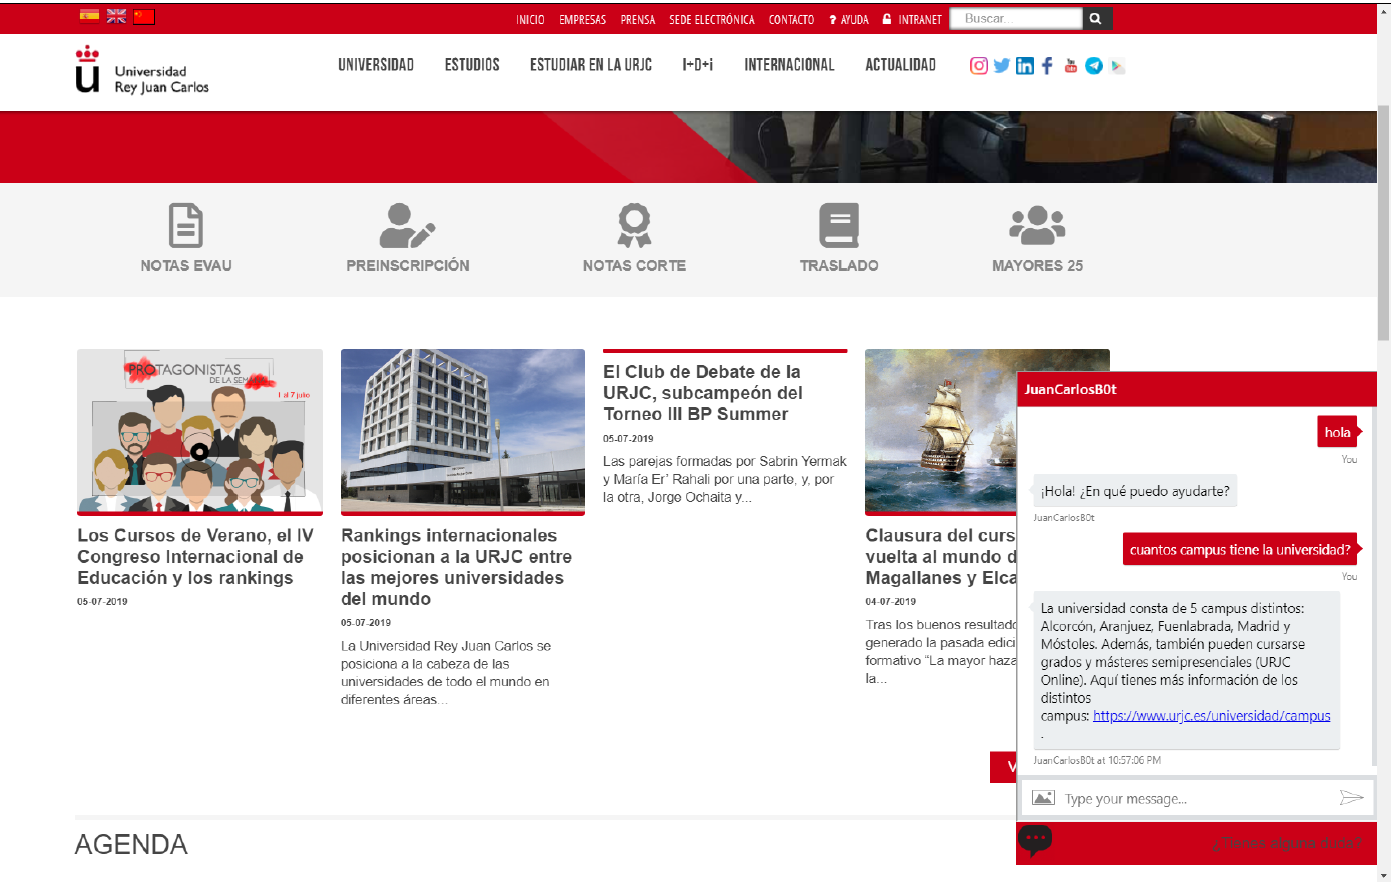 INICIO EMPRESAS PRENSA SEDE ELECTRÓNICA CONTACTO ? AYUDA INTRANET Buscar...
Universidad
Rey Juan Carlos
UNIVERSIDAD ESTUDIOS ESTUDIAR EN LA URJC I+D+i INTERNACIONAL ACTUALIDAD
NOTAS EVAU PREINSCRIPCIÓN NOTAS CORTE TRASLADO MAYORES 25
PROTAGONISTAS
DE LA SEMANA
1 al 7 julio
Los Cursos de Verano, el IV
Congreso Internacional de
Educación y los rankings
05-07-2019
Rankings internacionales
posicionan a la URJC entre
las mejores universidades
del mundo
05-07-2019
La Universidad Rey Juan Carlos se
posiciona a la cabeza de las
universidades de todo el mundo en
diferentes áreas...
El Club de Debate de la
URJC, subcampeón del
Torneo III BP Summer
05-07-2019
Las parejas formadas por Sabrin Yermak
y María Er’ Rahali por una parte, y, por
la otra, Jorge Ochaita y...
Clausura del curs
vuelta al mundo d
Magallanes y Elca
04-07-2019
Tras los buenos resultado
generado la pasada edici
formativo “La mayor haza
la...
V
AGENDA
JuanCarlosB0t
hola
You
¡Hola! ¿En qué puedo ayudarte?
JuanCarlosB0t
cuantos campus tiene la universidad?
You
La universidad consta de 5 campus distintos:
Alcorcón, Aranjuez, Fuenlabrada, Madrid y
Móstoles. Además, también pueden cursarse
grados y másteres semipresenciales (URJC
Online). Aquí tienes más información de los
distintos
campus: https://www.urjc.es/universidad/campus
.
JuanCarlosB0t at 10:57:06 PM
Type your message...
¿Tienes alguna duda?